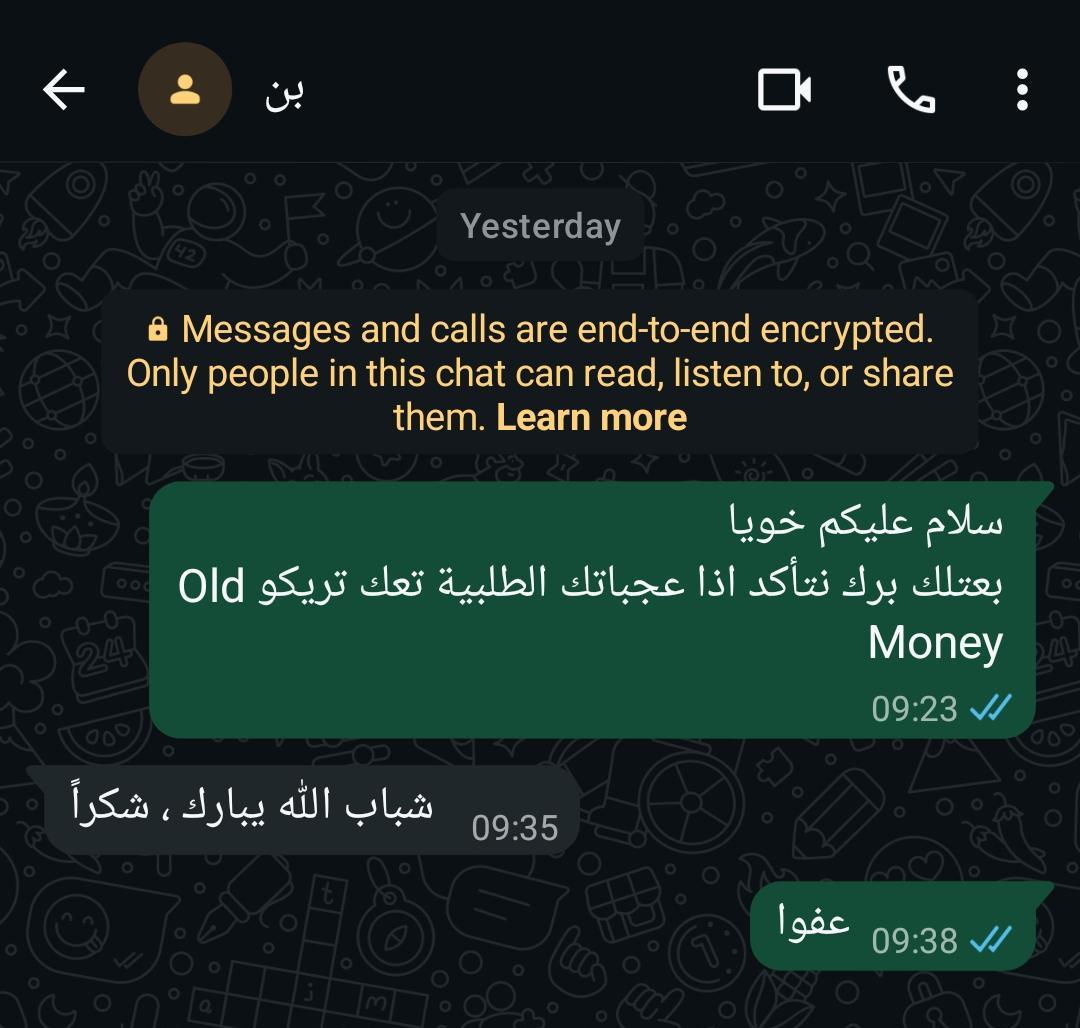 بن
Yesterday
Messages and calls are end-to-end encrypted.
Only people in this chat can read, listen to, or share
them. Learn more
سلام عليكم خويا
بعتلك برك نتأكد اذا عجباتك الطلبية تعك تريكو Old
Money
09:23
شباب الله يبارك ، شكراً
09:35
عفوا
09:38